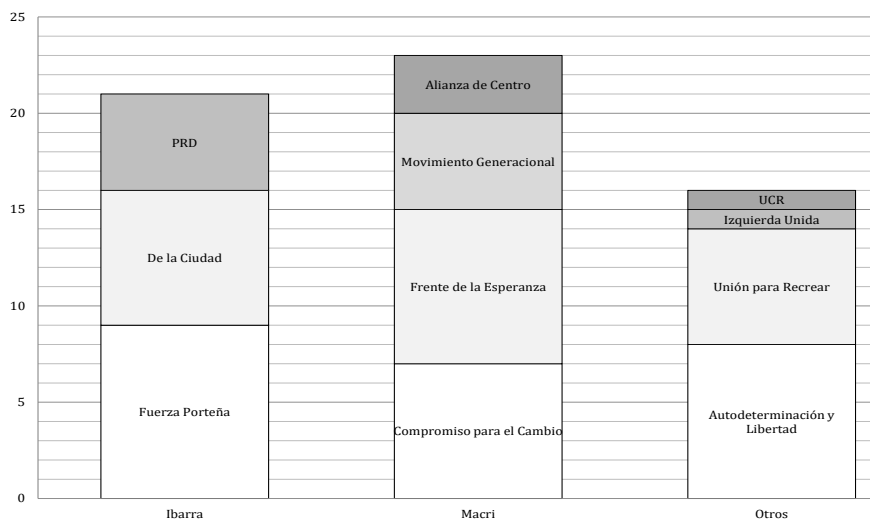 25
20
15
10
5
0
PRD
De la Ciudad
Fuerza Porteña
Alianza de Centro
Movimiento Generacional
Frente de la Esperanza
Compromiso para el Cambio
UCR
Izquierda Unida
Unión para Recrear
Autodeterminación y
Libertad
Ibarra
Macri
Otros